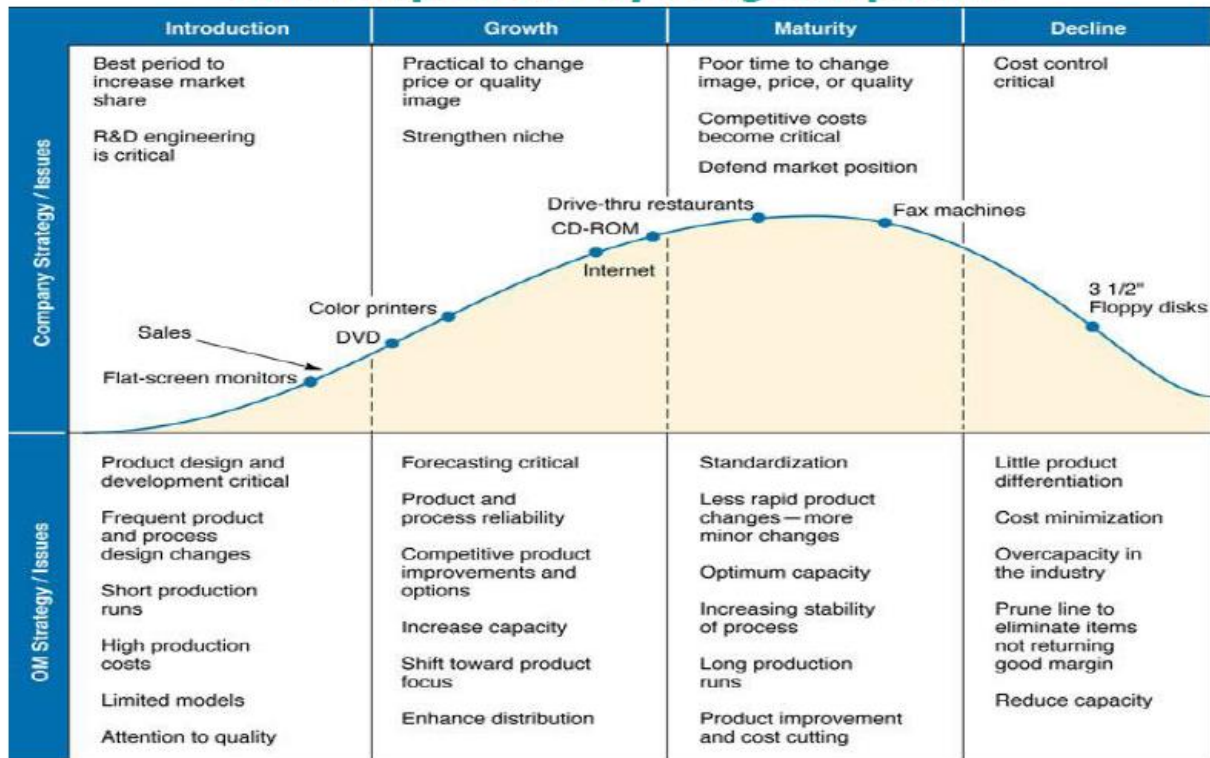 Introduction
Growth
Maturity
Decline
Company Strategy / Issues
Best period to
increase market
share
R&D engineering
is critical
Practical to change
price or quality
image
Strengthen niche
Poor time to change
image, price, or quality
Competitive costs
become critical
Defend market position
Cost control
critical
Drive-thru restaurants
Fax machines
CD-ROM
Internet
3 1/2"
Floppy disks
Color printers
Sales
DVD
Flat-screen monitors
OM Strategy / Issues
Product design and
development critical
Frequent product
and process
design changes
Short production
runs
High production
costs
Limited models
Attention to quality
Forecasting critical
Product and
process reliability
Competitive product
improvements and
options
Increase capacity
Shift toward product
focus
Enhance distribution
Standardization
Less rapid product
changes—more
minor changes
Optimum capacity
Increasing stability
of process
Long production
runs
Product improvement
and cost cutting
Little product
differentiation
Cost minimization
Overcapacity in
the industry
Prune line to
eliminate items
not returning
good margin
Reduce capacity